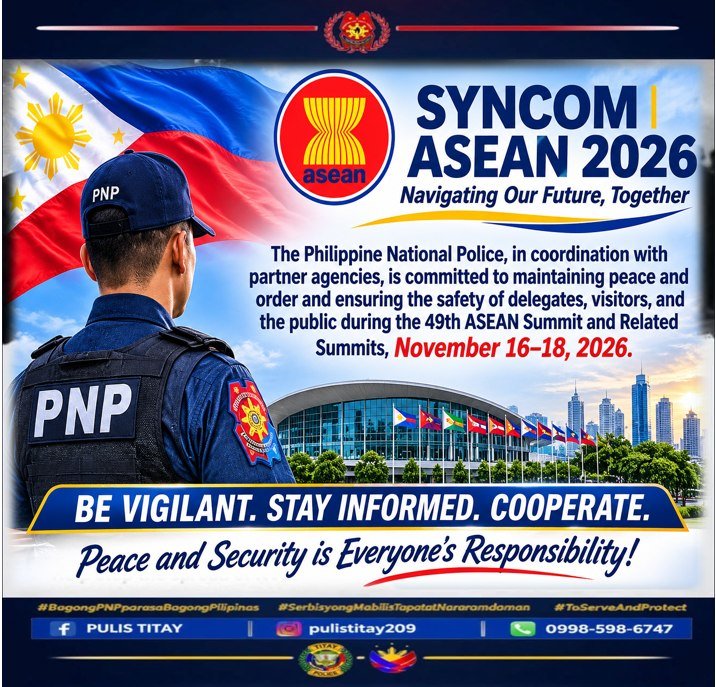 SYNCOM |
ASEAN 2026
Navigating Our Future, Together
asean
PNP
The Philippine National Police, in coordination with
partner agencies, is committed to maintaining peace and
order and ensuring the safety of delegates, visitors, and
the public during the 49th ASEAN Summit and Related
Summits, November 16–18, 2026.
PNP
BE VIGILANT. STAY INFORMED. COOPERATE.
Peace and Security is Everyone's Responsibility!
#BagongPNPparasaBagongPilipinas #SerbisyongMabilisTapatatNararamdaman #ToServeAndProtect
PULIS TITAY | pulistitay209 | 0998-598-6747
TITAY
POLICE